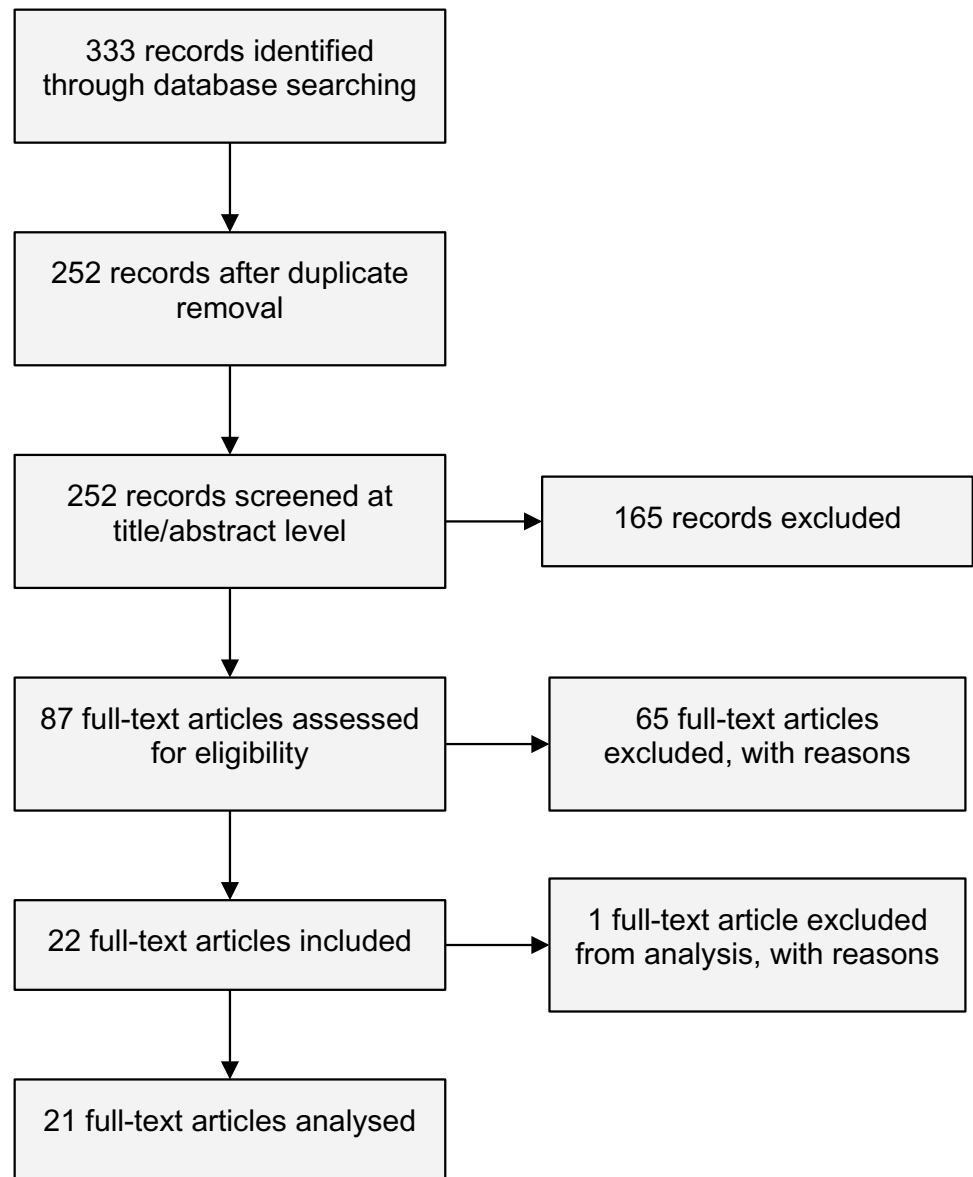 333 records identified
through database searching
252 records after duplicate
removal
252 records screened at
title/abstract level
165 records excluded
87 full-text articles assessed
for eligibility
65 full-text articles
excluded, with reasons
22 full-text articles included
1 full-text article excluded
from analysis, with reasons
21 full-text articles analysed